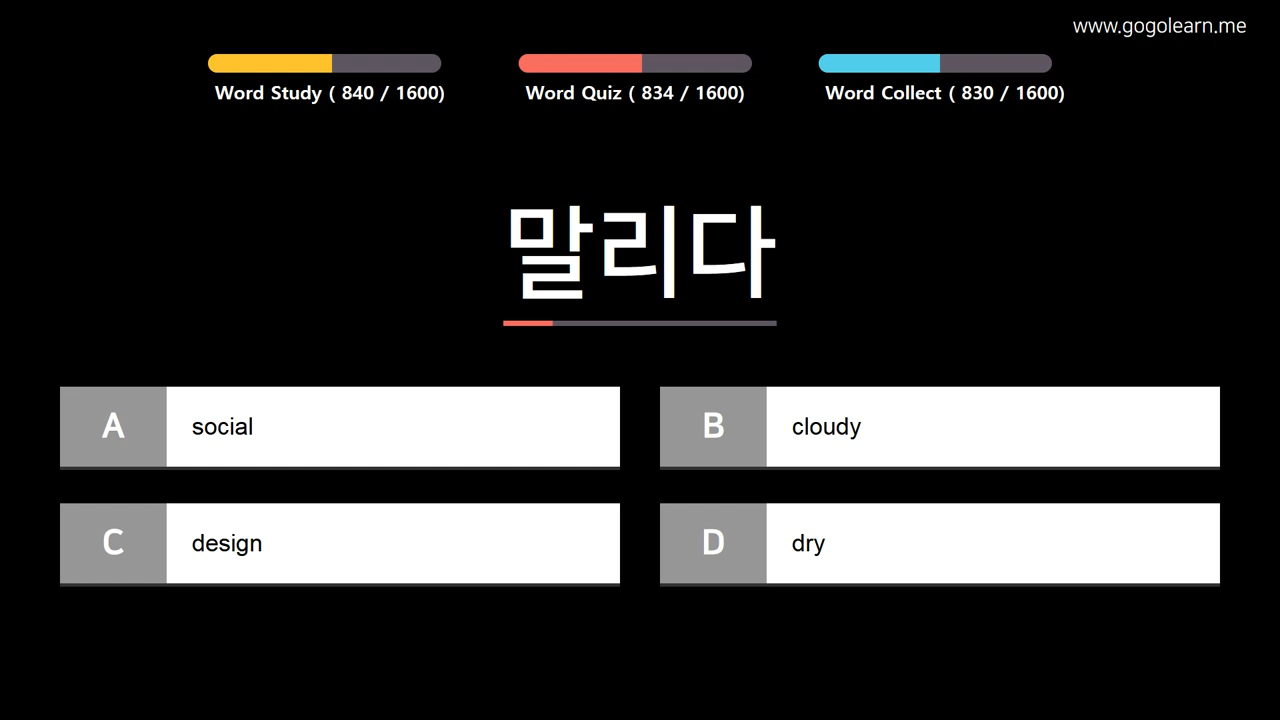 www.gogolearn.me
Word Study ( 840 / 1600)
Word Quiz ( 834 / 1600)
Word Collect ( 830 / 1600)
말리다
A social
B cloudy
C design
D dry